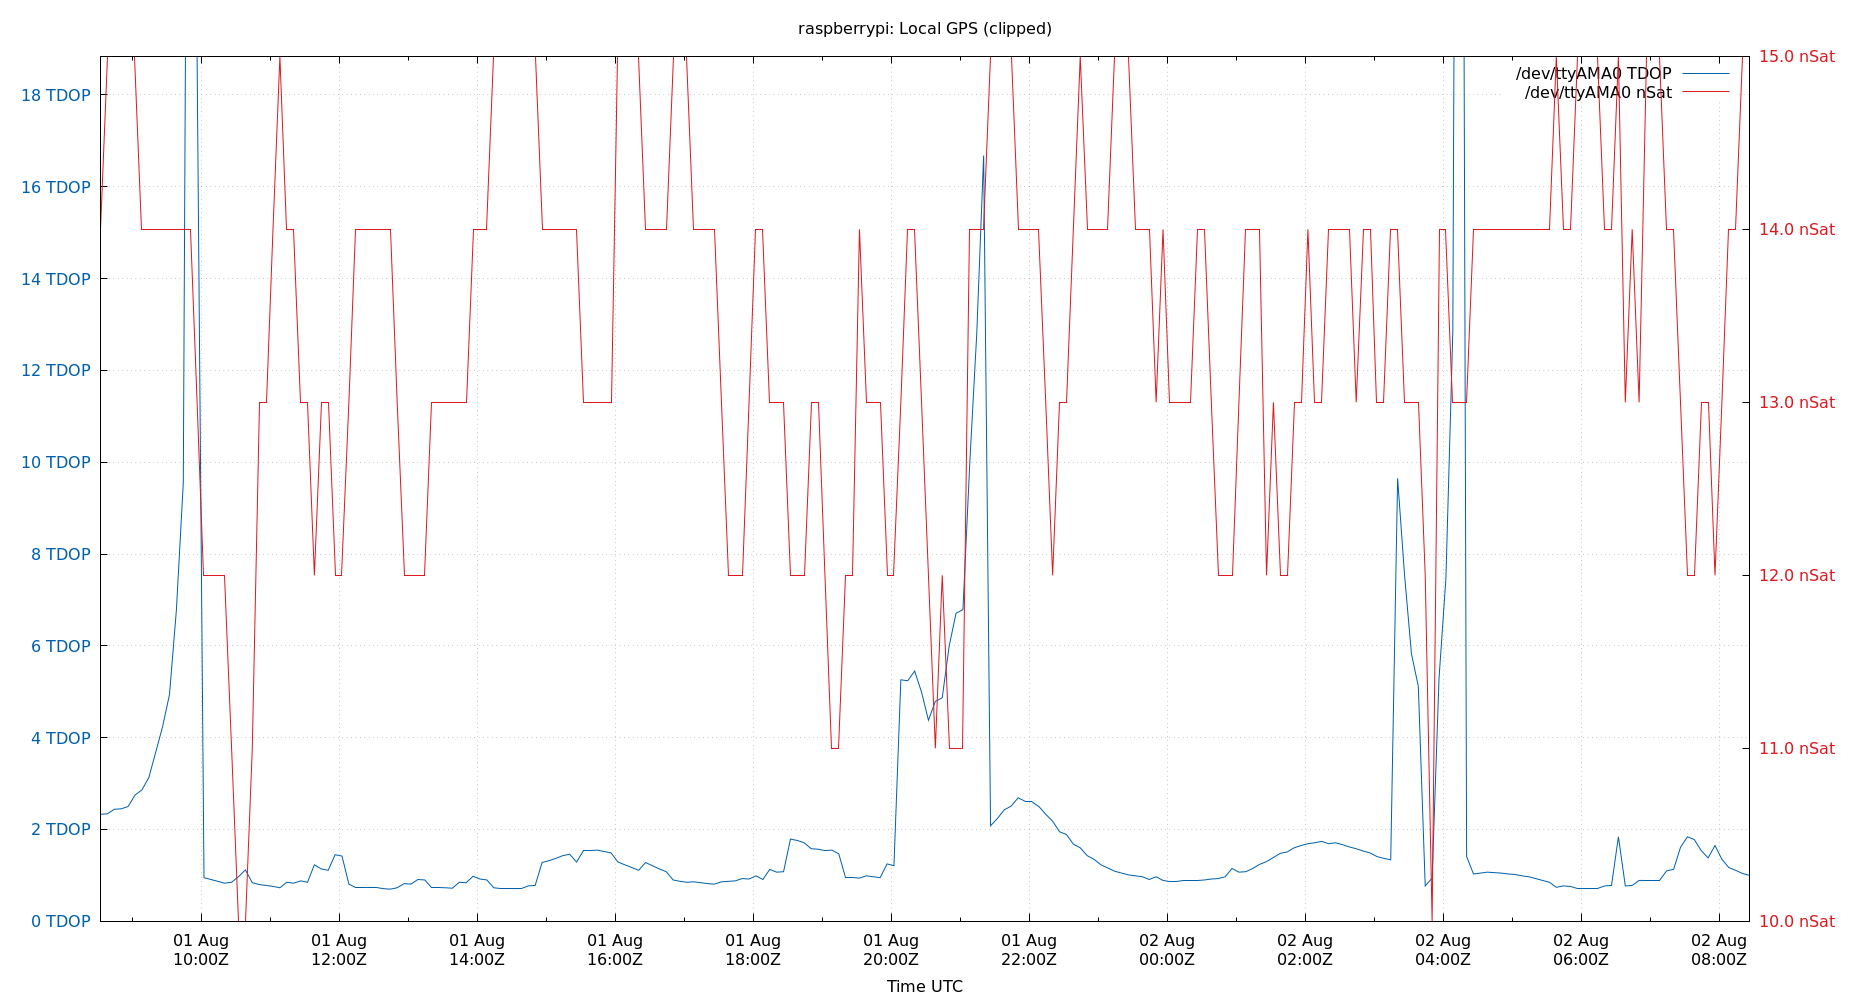 raspberrypi: Local GPS (clipped)
/dev/ttyAMA0 TDOP
/dev/ttyAMA0 nSat
18 TDOP
16 TDOP
14 TDOP
12 TDOP
10 TDOP
8 TDOP
6 TDOP
4 TDOP
2 TDOP
0 TDOP
15.0 nSat
14.0 nSat
13.0 nSat
12.0 nSat
11.0 nSat
10.0 nSat
01 Aug
10:00Z
01 Aug
12:00Z
01 Aug
14:00Z
01 Aug
16:00Z
01 Aug
18:00Z
01 Aug
20:00Z
01 Aug
22:00Z
02 Aug
00:00Z
02 Aug
02:00Z
02 Aug
04:00Z
02 Aug
06:00Z
02 Aug
08:00Z
Time UTC